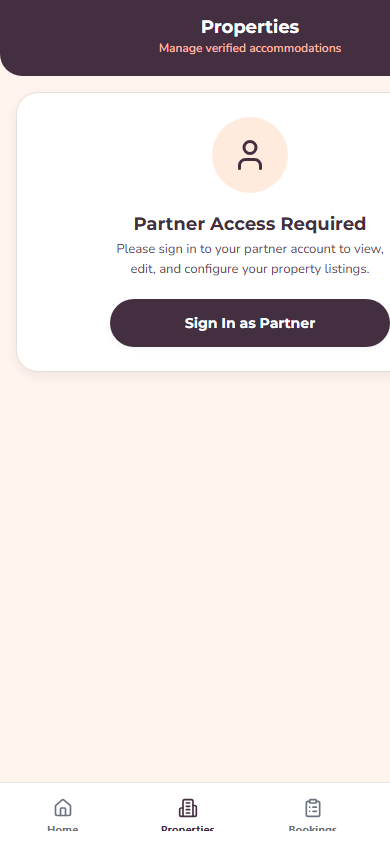 Properties
Manage verified accommodations
Partner Access Required
Please sign in to your partner account to view,
edit, and configure your property listings.
Sign In as Partner
Home
Properties
Bookings